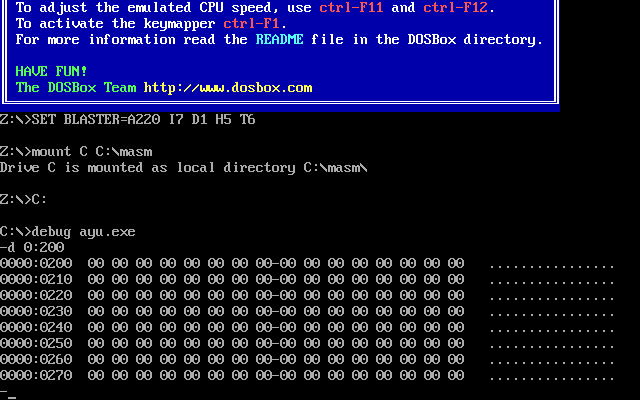 To adjust the emulated CPU speed, use ctrl-F11 and ctrl-F12.
To activate the keymapper ctrl-F1.
For more information read the README file in the DOSBox directory.
HAVE FUN!
The DOSBox Team http://www.dosbox.com
Z:\>SET BLASTER=A220 I7 D1 H5 T6
Z:\>mount C C:\masm
Drive C is mounted as local directory C:\masm\
Z:\>C:
C:\>debug ayu.exe
-d 0:200
0000:0200  00 00 00 00 00 00 00 00-00 00 00 00 00 00 00 00   ................
0000:0210  00 00 00 00 00 00 00 00-00 00 00 00 00 00 00 00   ................
0000:0220  00 00 00 00 00 00 00 00-00 00 00 00 00 00 00 00   ................
0000:0230  00 00 00 00 00 00 00 00-00 00 00 00 00 00 00 00   ................
0000:0240  00 00 00 00 00 00 00 00-00 00 00 00 00 00 00 00   ................
0000:0250  00 00 00 00 00 00 00 00-00 00 00 00 00 00 00 00   ................
0000:0260  00 00 00 00 00 00 00 00-00 00 00 00 00 00 00 00   ................
0000:0270  00 00 00 00 00 00 00 00-00 00 00 00 00 00 00 00   ................
-_